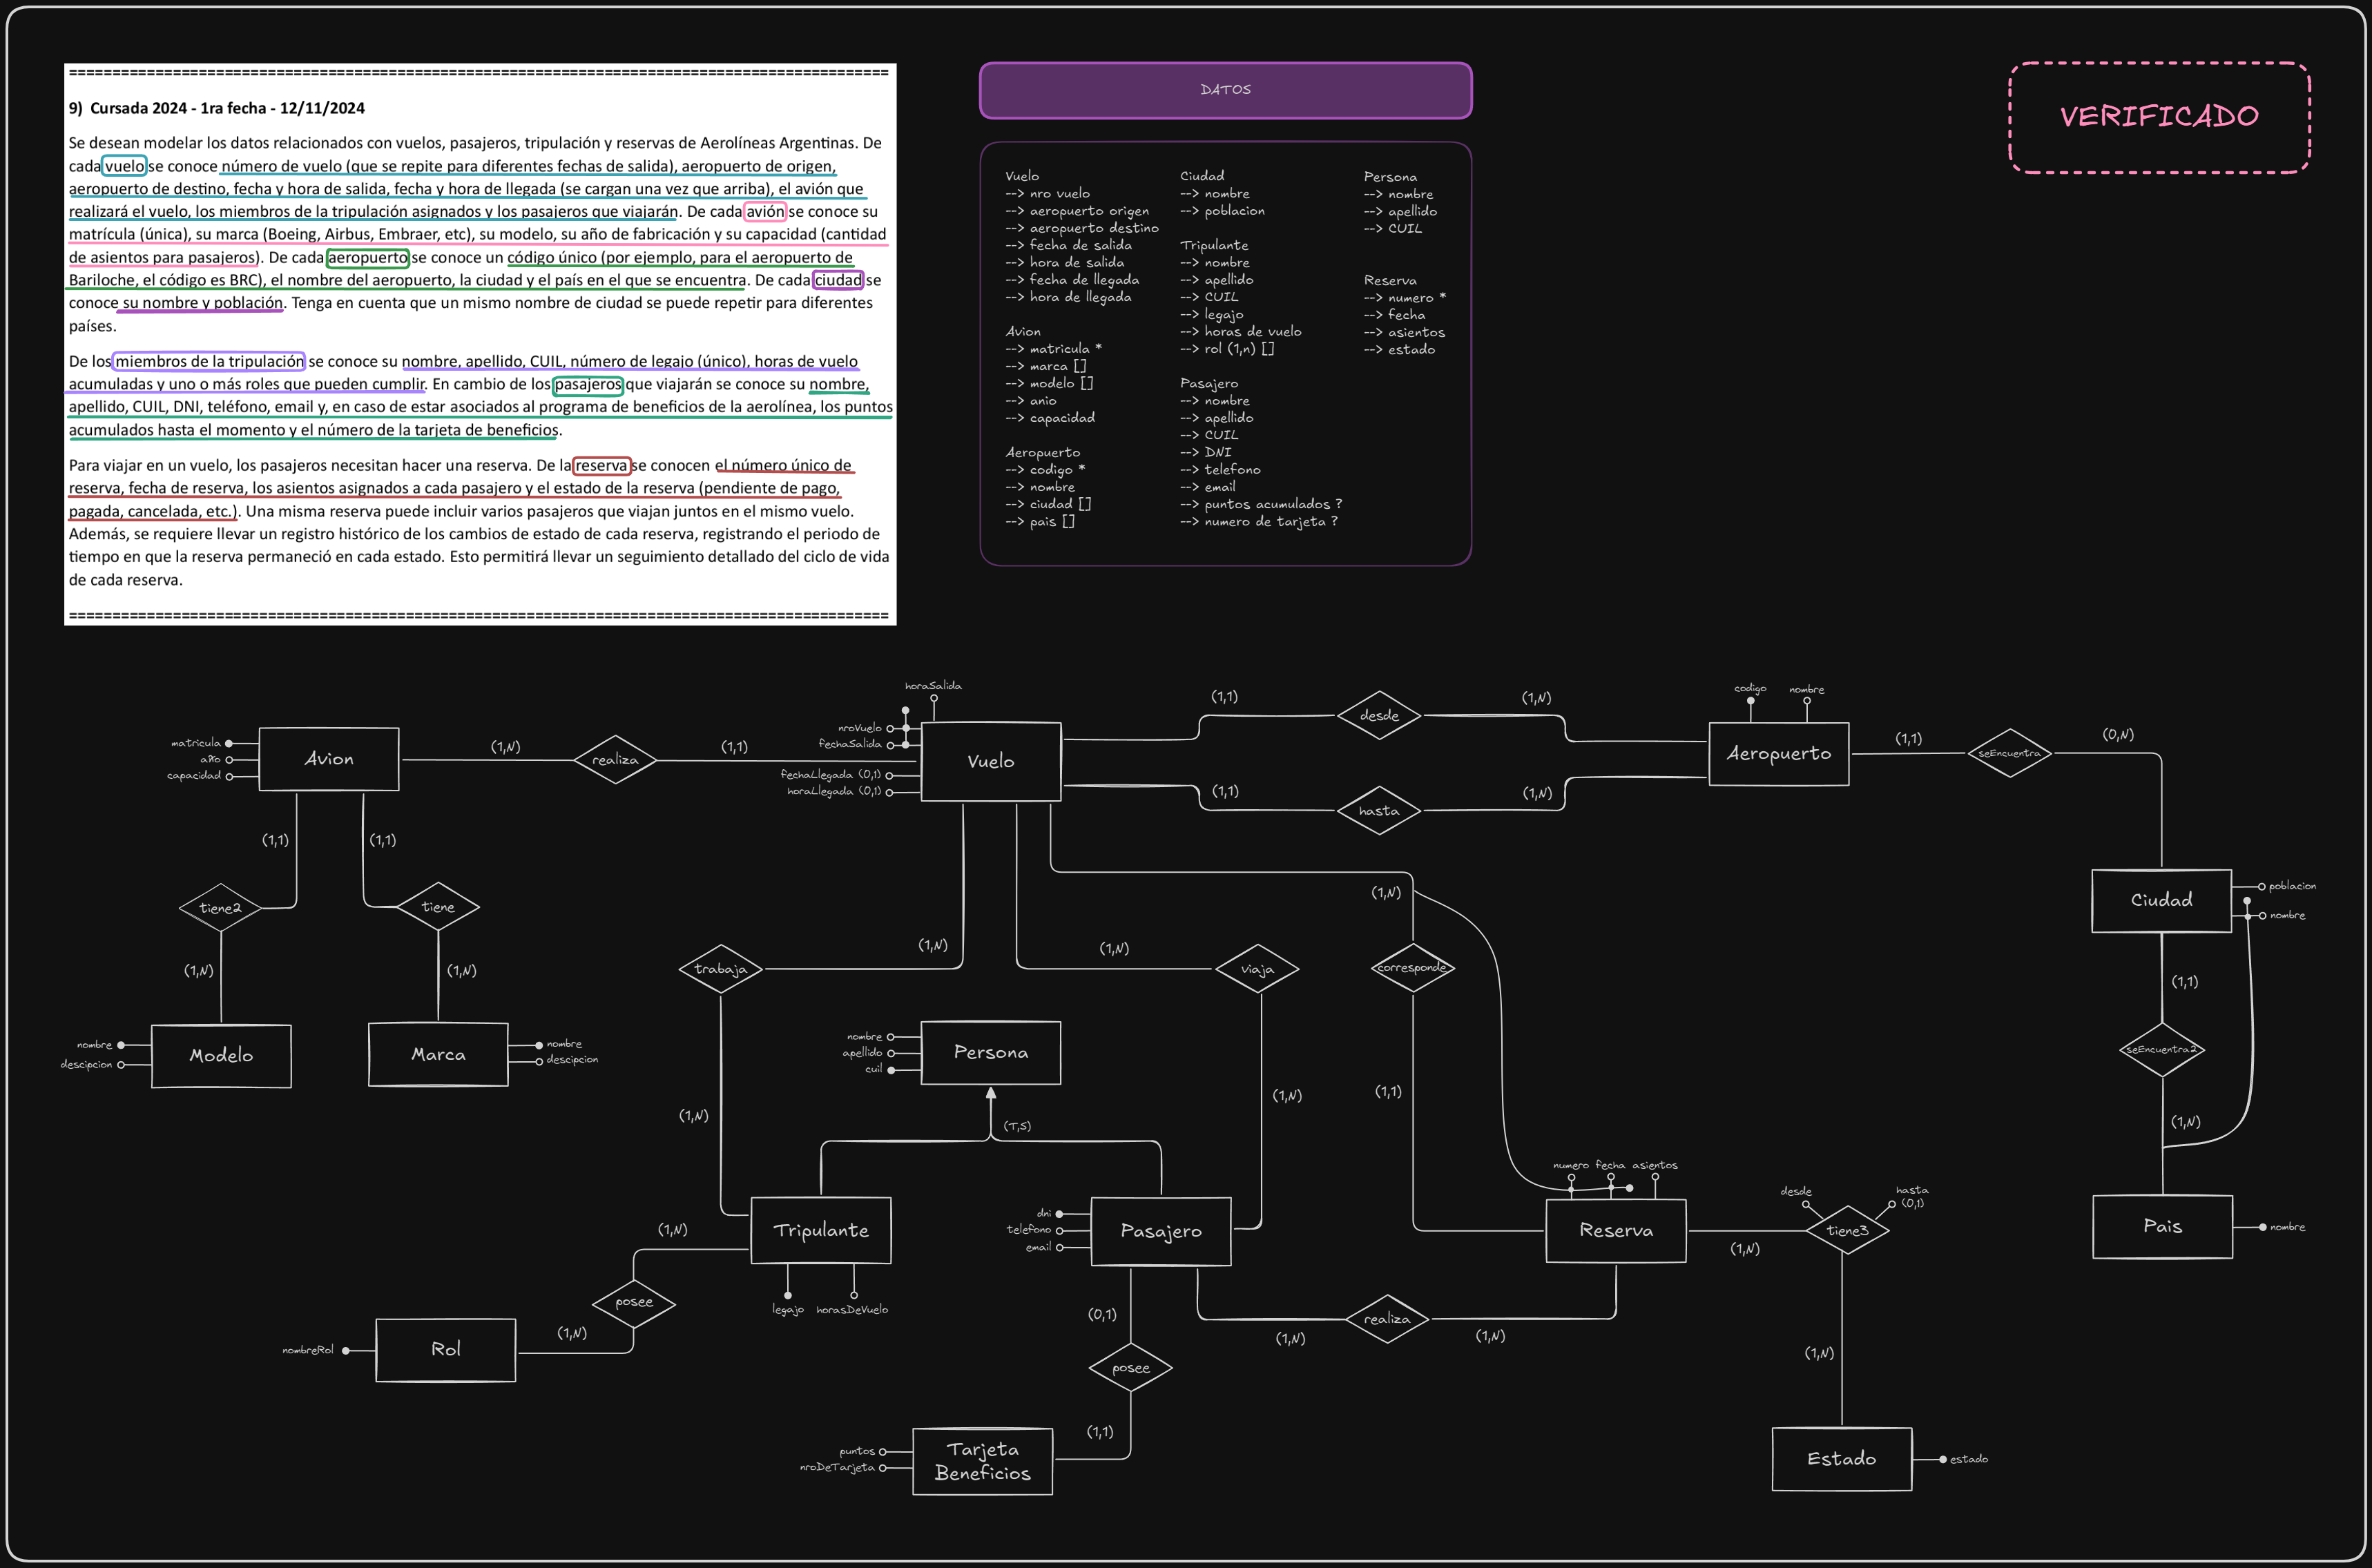 ================================================================================
9) Cursada 2024 - 1ra fecha - 12/11/2024
Se desean modelar los datos relacionados con vuelos, pasajeros, tripulación y reservas de Aerolíneas Argentinas. De
cada vuelo se conoce número de vuelo (que se repite para diferentes fechas de salida), aeropuerto de origen,
aeropuerto de destino, fecha y hora de salida, fecha y hora de llegada (se cargan una vez que arriba), el avión que
realizará el vuelo, los miembros de la tripulación asignados y los pasajeros que viajarán. De cada avión se conoce su
matrícula (única), su marca (Boeing, Airbus, Embraer, etc), su modelo, su año de fabricación y su capacidad (cantidad
de asientos para pasajeros). De cada aeropuerto se conoce un código único (por ejemplo, para el aeropuerto de
Bariloche, el código es BRC), el nombre del aeropuerto, la ciudad y el país en el que se encuentra. De cada ciudad se
conoce su nombre y población. Tenga en cuenta que un mismo nombre de ciudad se puede repetir para diferentes
países.
De los miembros de la tripulación se conoce su nombre, apellido, CUIL, número de legajo (único), horas de vuelo
acumuladas y uno o más roles que pueden cumplir. En cambio de los pasajeros que viajarán se conoce su nombre,
apellido, CUIL, DNI, teléfono, email y, en caso de estar asociados al programa de beneficios de la aerolínea, los puntos
acumulados hasta el momento y el número de la tarjeta de beneficios.
Para viajar en un vuelo, los pasajeros necesitan hacer una reserva. De la reserva se conocen el número único de
reserva, fecha de reserva, los asientos asignados a cada pasajero y el estado de la reserva (pendiente de pago,
pagada, cancelada, etc.). Una misma reserva puede incluir varios pasajeros que viajan juntos en el mismo vuelo.
Además, se requiere llevar un registro histórico de los cambios de estado de cada reserva, registrando el periodo de
tiempo en que la reserva permaneció en cada estado. Esto permitirá llevar un seguimiento detallado del ciclo de vida
de cada reserva.
================================================================================
DATOS
Vuelo
--> nro vuelo
--> aeropuerto origen
--> aeropuerto destino
--> fecha de salida
--> hora de salida
--> fecha de llegada
--> hora de llegada
Avion
--> matricula *
--> marca []
--> modelo []
--> anio
--> capacidad
Aeropuerto
--> codigo *
--> nombre
--> ciudad []
--> pais []
Ciudad
--> nombre
--> poblacion
Tripulante
--> nombre
--> apellido
--> CUIL
--> legajo
--> horas de vuelo
--> rol (1,n) []
Pasajero
--> nombre
--> apellido
--> CUIL
--> DNI
--> telefono
--> email
--> puntos acumulados ?
--> numero de tarjeta ?
Persona
--> nombre
--> apellido
--> CUIL
Reserva
--> numero *
--> fecha
--> asientos
--> estado
VERIFICADO
matricula
año
capacidad
Avion
(1,N)
realiza
(1,1)
horaSalida
nroVuelo
fechaSalida
fechaLlegada (0,1)
horaLlegada (0,1)
Vuelo
(1,1)
desde
(1,N)
(1,1)
hasta
(1,N)
codigo
nombre
Aeropuerto
(1,1)
seEncuentra
(0,N)
(1,1)
(1,1)
tiene2
tiene
(1,N)
(1,N)
nombre
descipcion
Modelo
Marca
nombre
descipcion
poblacion
nombre
Ciudad
(1,1)
seEncuentra2
(1,N)
Pais
nombre
trabaja
(1,N)
(1,N)
viaja
(1,N)
(1,N)
(1,N)
corresponde
(1,1)
nombre
apellido
cuil
Persona
(T,S)
Tripulante
legajo
horasDeVuelo
(1,N)
posee
(1,N)
nombreRol
Rol
dni
telefono
email
Pasajero
(0,1)
posee
(1,1)
puntos
nroDeTarjeta
Tarjeta
Beneficios
(1,N)
realiza
(1,N)
numero fecha asientos
Reserva
(1,N)
desde
hasta
(0,1)
tiene3
(1,N)
Estado
estado